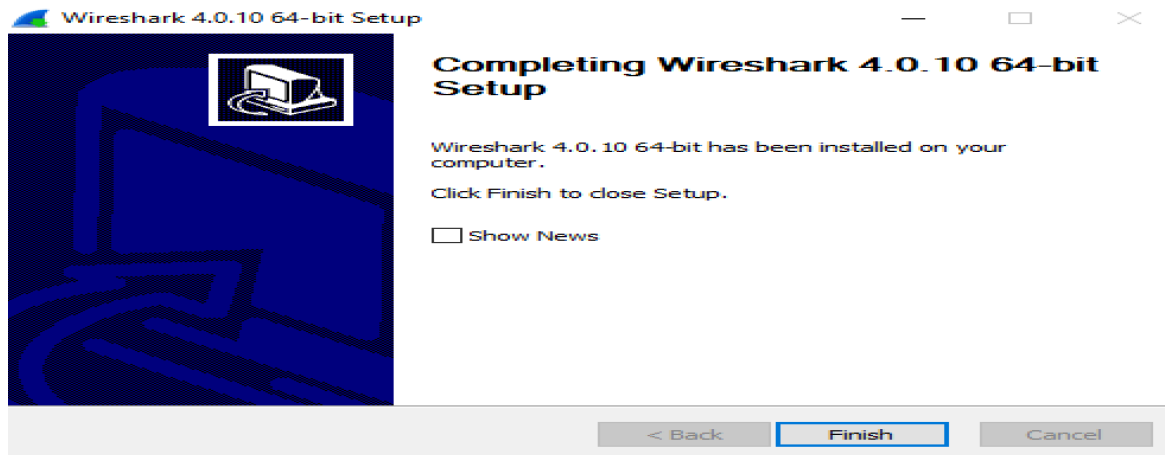 Wireshark 4.0.10 64-bit Setup
Completing Wireshark 4.0.10 64-bit
Setup
Wireshark 4.0.10 64-bit has been installed on your
computer.
Click Finish to close Setup.
Show News
< Back
Finish
Cancel